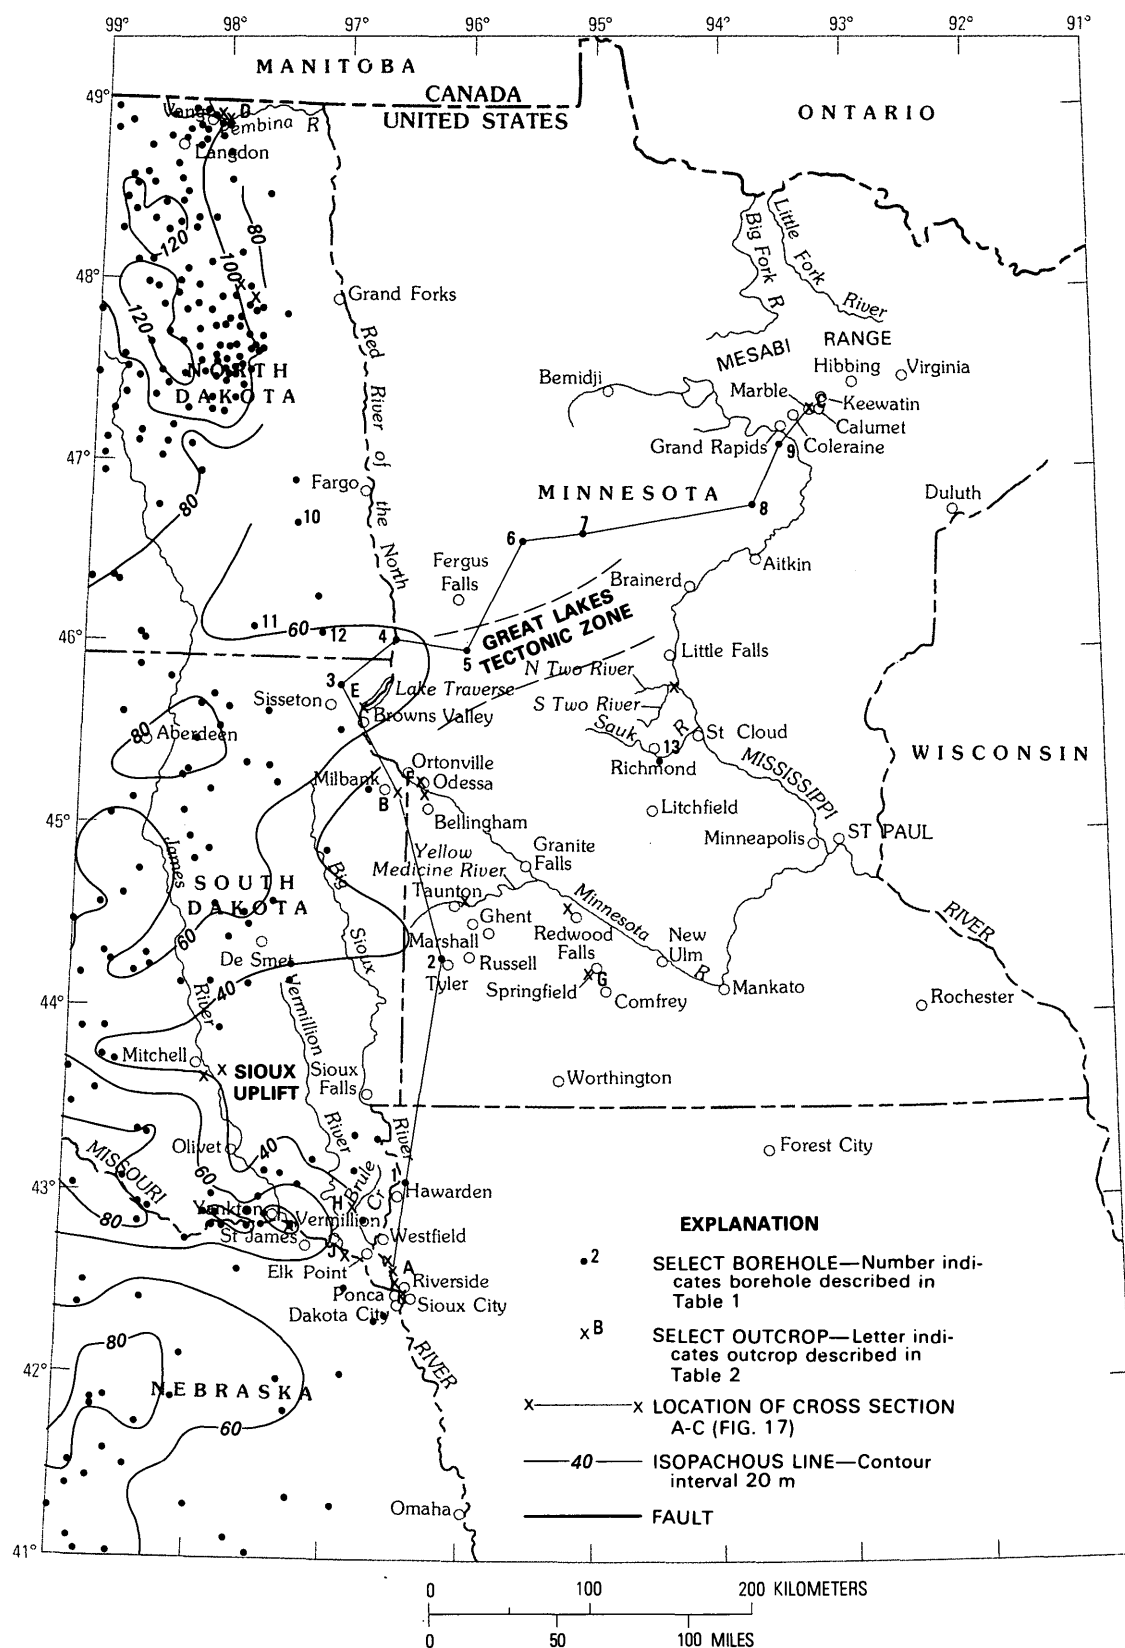 99° 98° 97° 96° 95° 94° 93° 92° 91°
MANITOBA
49°
CANADA
UNITED STATES
ONTARIO
D
Pembina R
Langdon
Big Fork R
Little Fork River
80
120
100
48°
120
Grand Forks
Red River of the North
NORTH
DAKOTA
MESABI RANGE
Hibbing
Virginia
Bemidji
Marble
C
Keewatin
Calumet
Grand Rapids
9
Coleraine
47°
80
Fargo
10
MINNESOTA
8
7
6
Duluth
Fergus
Falls
Aitkin
Brainerd
GREAT LAKES
TECTONIC ZONE
11
60
12
4
46°
5
Little Falls
N Two River
S Two River
3
E
Lake Traverse
Sisseton
Browns Valley
Sauk R
St Cloud
13
Richmond
MISSISSIPPI
WISCONSIN
80
Aberdeen
Ortonville
F
Odessa
Milbank
B
Bellingham
Litchfield
Minneapolis
ST PAUL
45°
James
Yellow
Medicine River
Granite
Falls
Big Sioux
SOUTH
DAKOTA
Taunton
Ghent
Minnesota R
Redwood
Falls
New
Ulm
RIVER
60
De Smet
Marshall
2
Russell
Tyler
Springfield
G
Comfrey
Mankato
Rochester
40
River
Vermillion
44°
Mitchell
SIOUX
UPLIFT
Sioux
Falls
Worthington
River
River
Olivet
40
Forest City
MISSOURI
60
Brule Cr
1
43°
Hawarden
H
Yankton
Vermillion
80
St James
J
Westfield
EXPLANATION
Elk Point
A
Riverside
Ponca
Sioux City
Dakota City
2 SELECT BOREHOLE—Number indi-
cates borehole described in
Table 1
B SELECT OUTCROP—Letter indi-
cates outcrop described in
Table 2
x x LOCATION OF CROSS SECTION
A-C (FIG. 17)
40 ISOPACHOUS LINE—Contour
interval 20 m
FAULT
RIVER
42°
80
NEBRASKA
60
Omaha
41°
0 100 200 KILOMETERS
0 50 100 MILES